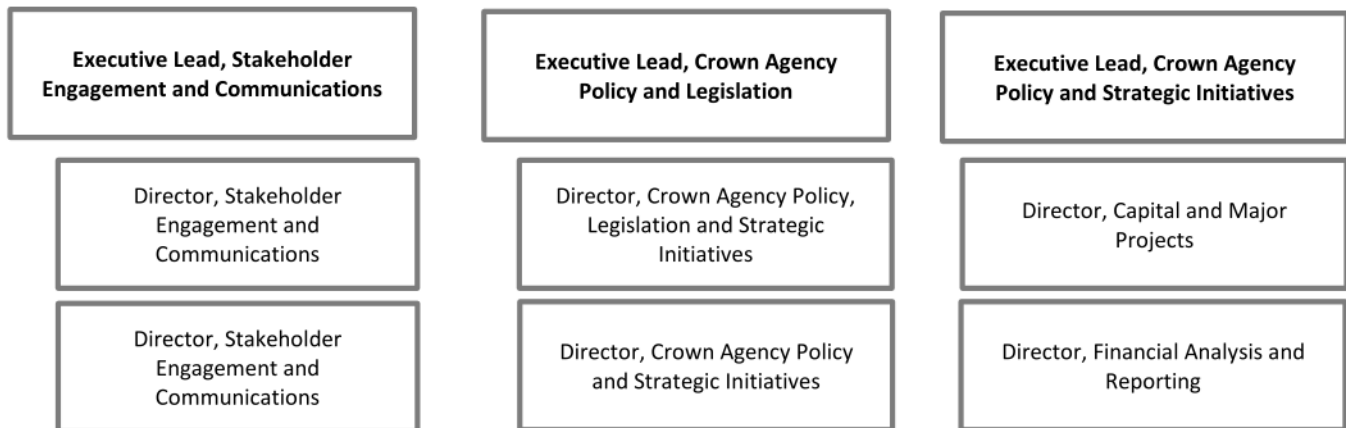 Executive Lead, Stakeholder
Engagement and Communications
Executive Lead, Crown Agency
Policy and Legislation
Executive Lead, Crown Agency
Policy and Strategic Initiatives
Director, Stakeholder
Engagement and
Communications
Director, Crown Agency Policy,
Legislation and Strategic
Initiatives
Director, Capital and Major
Projects
Director, Stakeholder
Engagement and
Communications
Director, Crown Agency Policy
and Strategic Initiatives
Director, Financial Analysis and
Reporting